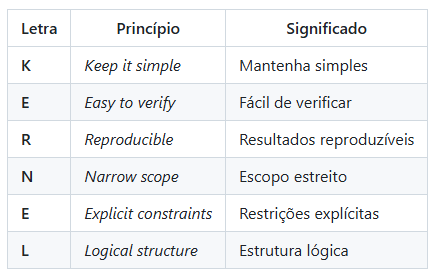 Letra Princípio Significado
K Keep it simple Mantenha simples
E Easy to verify Fácil de verificar
R Reproducible Resultados reproduzíveis
N Narrow scope Escopo estreito
E Explicit constraints Restrições explícitas
L Logical structure Estrutura lógica